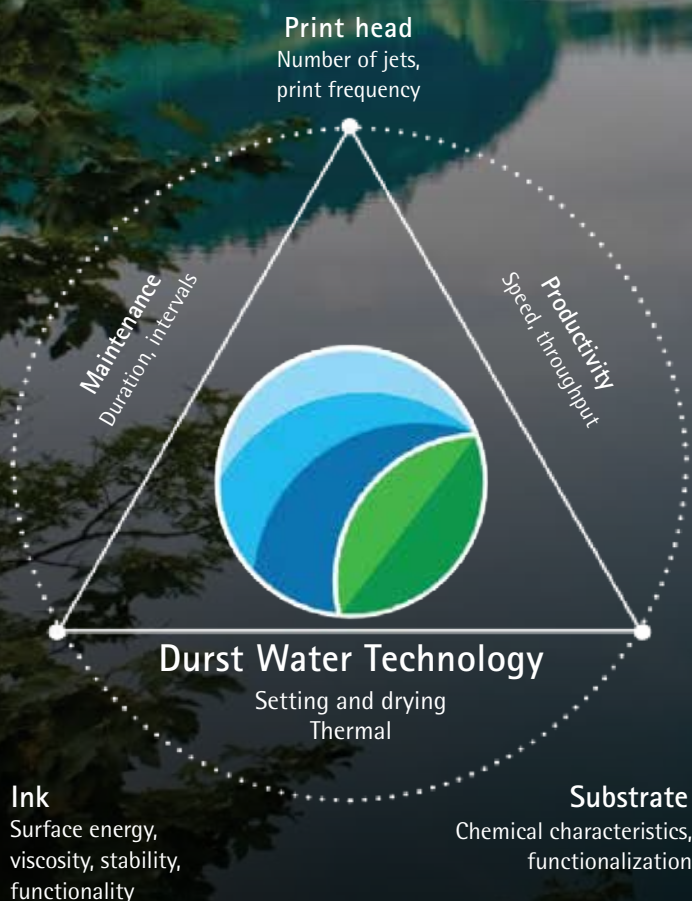 Print head
Number of jets,
print frequency
Maintenance
Duration, intervals
Productivity
Speed, throughput
Durst Water Technology
Setting and drying
Thermal
Ink
Surface energy,
viscosity, stability,
functionality
Substrate
Chemical characteristics,
functionalization